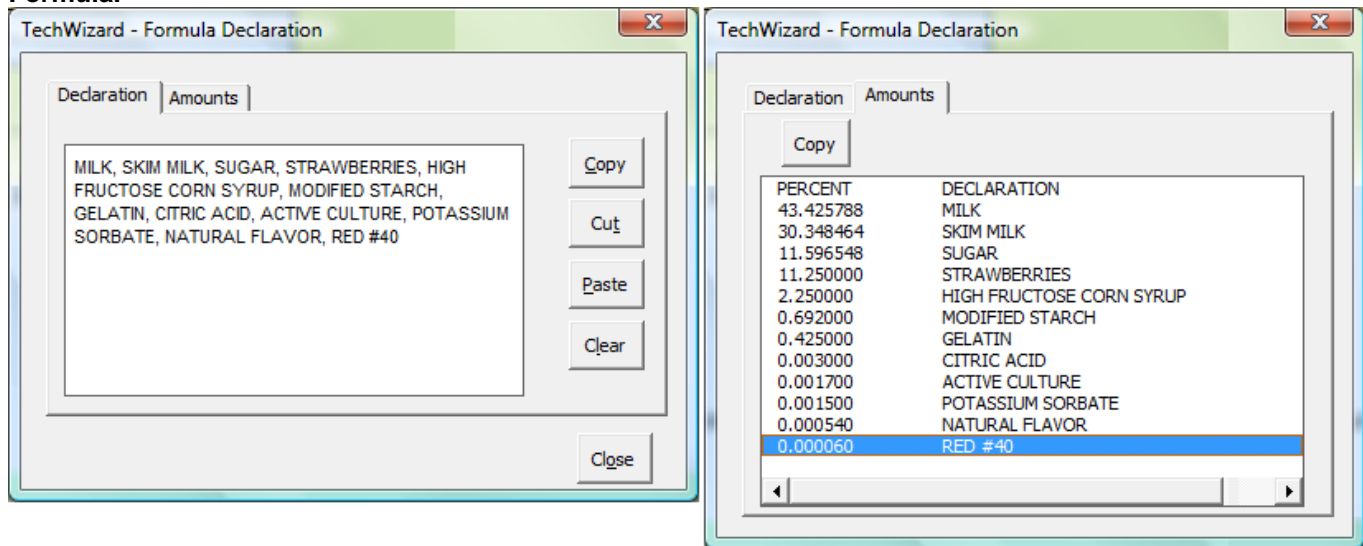 Formula.
TechWizard - Formula Declaration
Declaration Amounts
MILK, SKIM MILK, SUGAR, STRAWBERRIES, HIGH
FRUCTOSE CORN SYRUP, MODIFIED STARCH,
GELATIN, CITRIC ACID, ACTIVE CULTURE, POTASSIUM
SORBATE, NATURAL FLAVOR, RED #40
Copy
Cut
Paste
Clear
Close
TechWizard - Formula Declaration
Declaration Amounts
Copy
PERCENT DECLARATION
43.425788 MILK
30.348464 SKIM MILK
11.596548 SUGAR
11.250000 STRAWBERRIES
2.250000 HIGH FRUCTOSE CORN SYRUP
0.692000 MODIFIED STARCH
0.425000 GELATIN
0.003000 CITRIC ACID
0.001700 ACTIVE CULTURE
0.001500 POTASSIUM SORBATE
0.000540 NATURAL FLAVOR
0.000060 RED #40